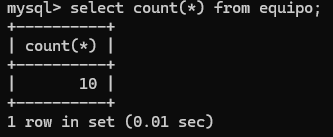 mysql> select count(*) from equipo;
+----------+
| count(*) |
+----------+
|       10 |
+----------+
1 row in set (0.01 sec)